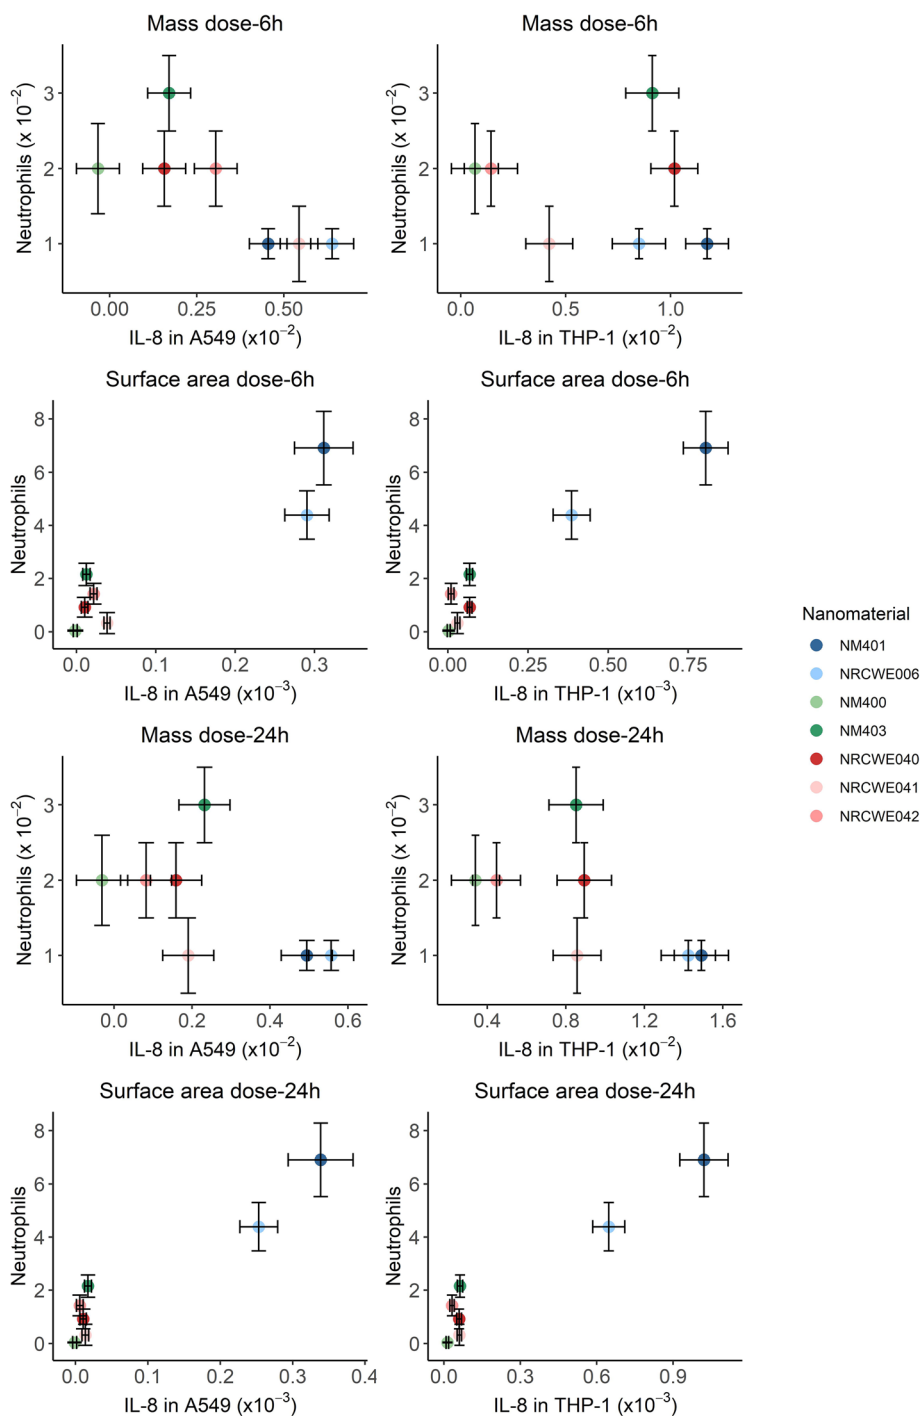 Mass dose-6h
Mass dose-6h
Neutrophils (x 10⁻²)
3
2
1
0.00 0.25 0.50
IL-8 in A549 (x10⁻²)
Neutrophils (x 10⁻²)
3
2
1
0.0 0.5 1.0
IL-8 in THP-1 (x10⁻²)
Surface area dose-6h
Surface area dose-6h
Neutrophils
8
6
4
2
0
0.0 0.1 0.2 0.3
IL-8 in A549 (x10⁻³)
Neutrophils
8
6
4
2
0
0.00 0.25 0.50 0.75
IL-8 in THP-1 (x10⁻³)
Nanomaterial
NM401
NRCWE006
NM400
NM403
NRCWE040
NRCWE041
NRCWE042
Mass dose-24h
Mass dose-24h
Neutrophils (x 10⁻²)
3
2
1
0.0 0.2 0.4 0.6
IL-8 in A549 (x10⁻²)
Neutrophils (x 10⁻²)
3
2
1
0.4 0.8 1.2 1.6
IL-8 in THP-1 (x10⁻²)
Surface area dose-24h
Surface area dose-24h
Neutrophils
8
6
4
2
0
0.0 0.1 0.2 0.3 0.4
IL-8 in A549 (x10⁻³)
Neutrophils
8
6
4
2
0
0.0 0.3 0.6 0.9
IL-8 in THP-1 (x10⁻³)